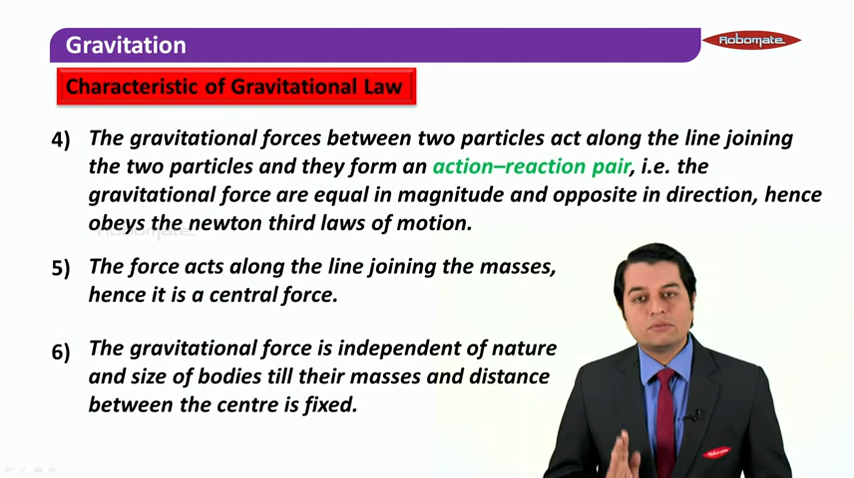 Gravitation
Robomate
Characteristic of Gravitational Law
4) The gravitational forces between two particles act along the line joining
the two particles and they form an action–reaction pair, i.e. the
gravitational force are equal in magnitude and opposite in direction, hence
obeys the newton third laws of motion.
Robomate
5) The force acts along the line joining the masses,
hence it is a central force.
6) The gravitational force is independent of nature
and size of bodies till their masses and distance
between the centre is fixed.
Robomate